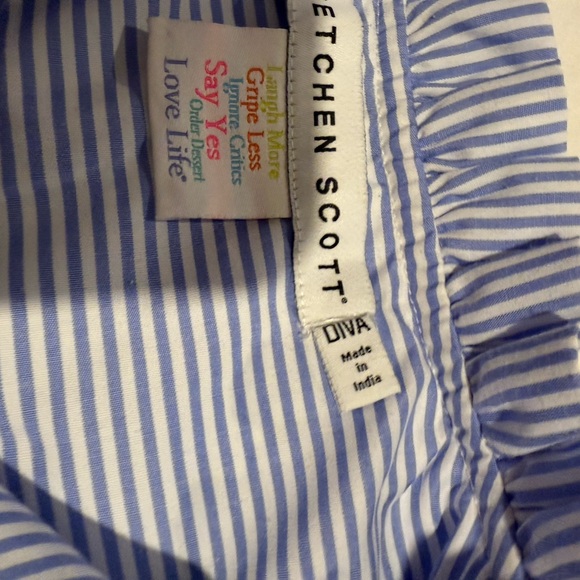 Laugh More
Gripe Less
Ignore Critics
Say Yes
Order Dessert
Love Life®
ETCHEN SCOTT®
DIVA
Made
in
India